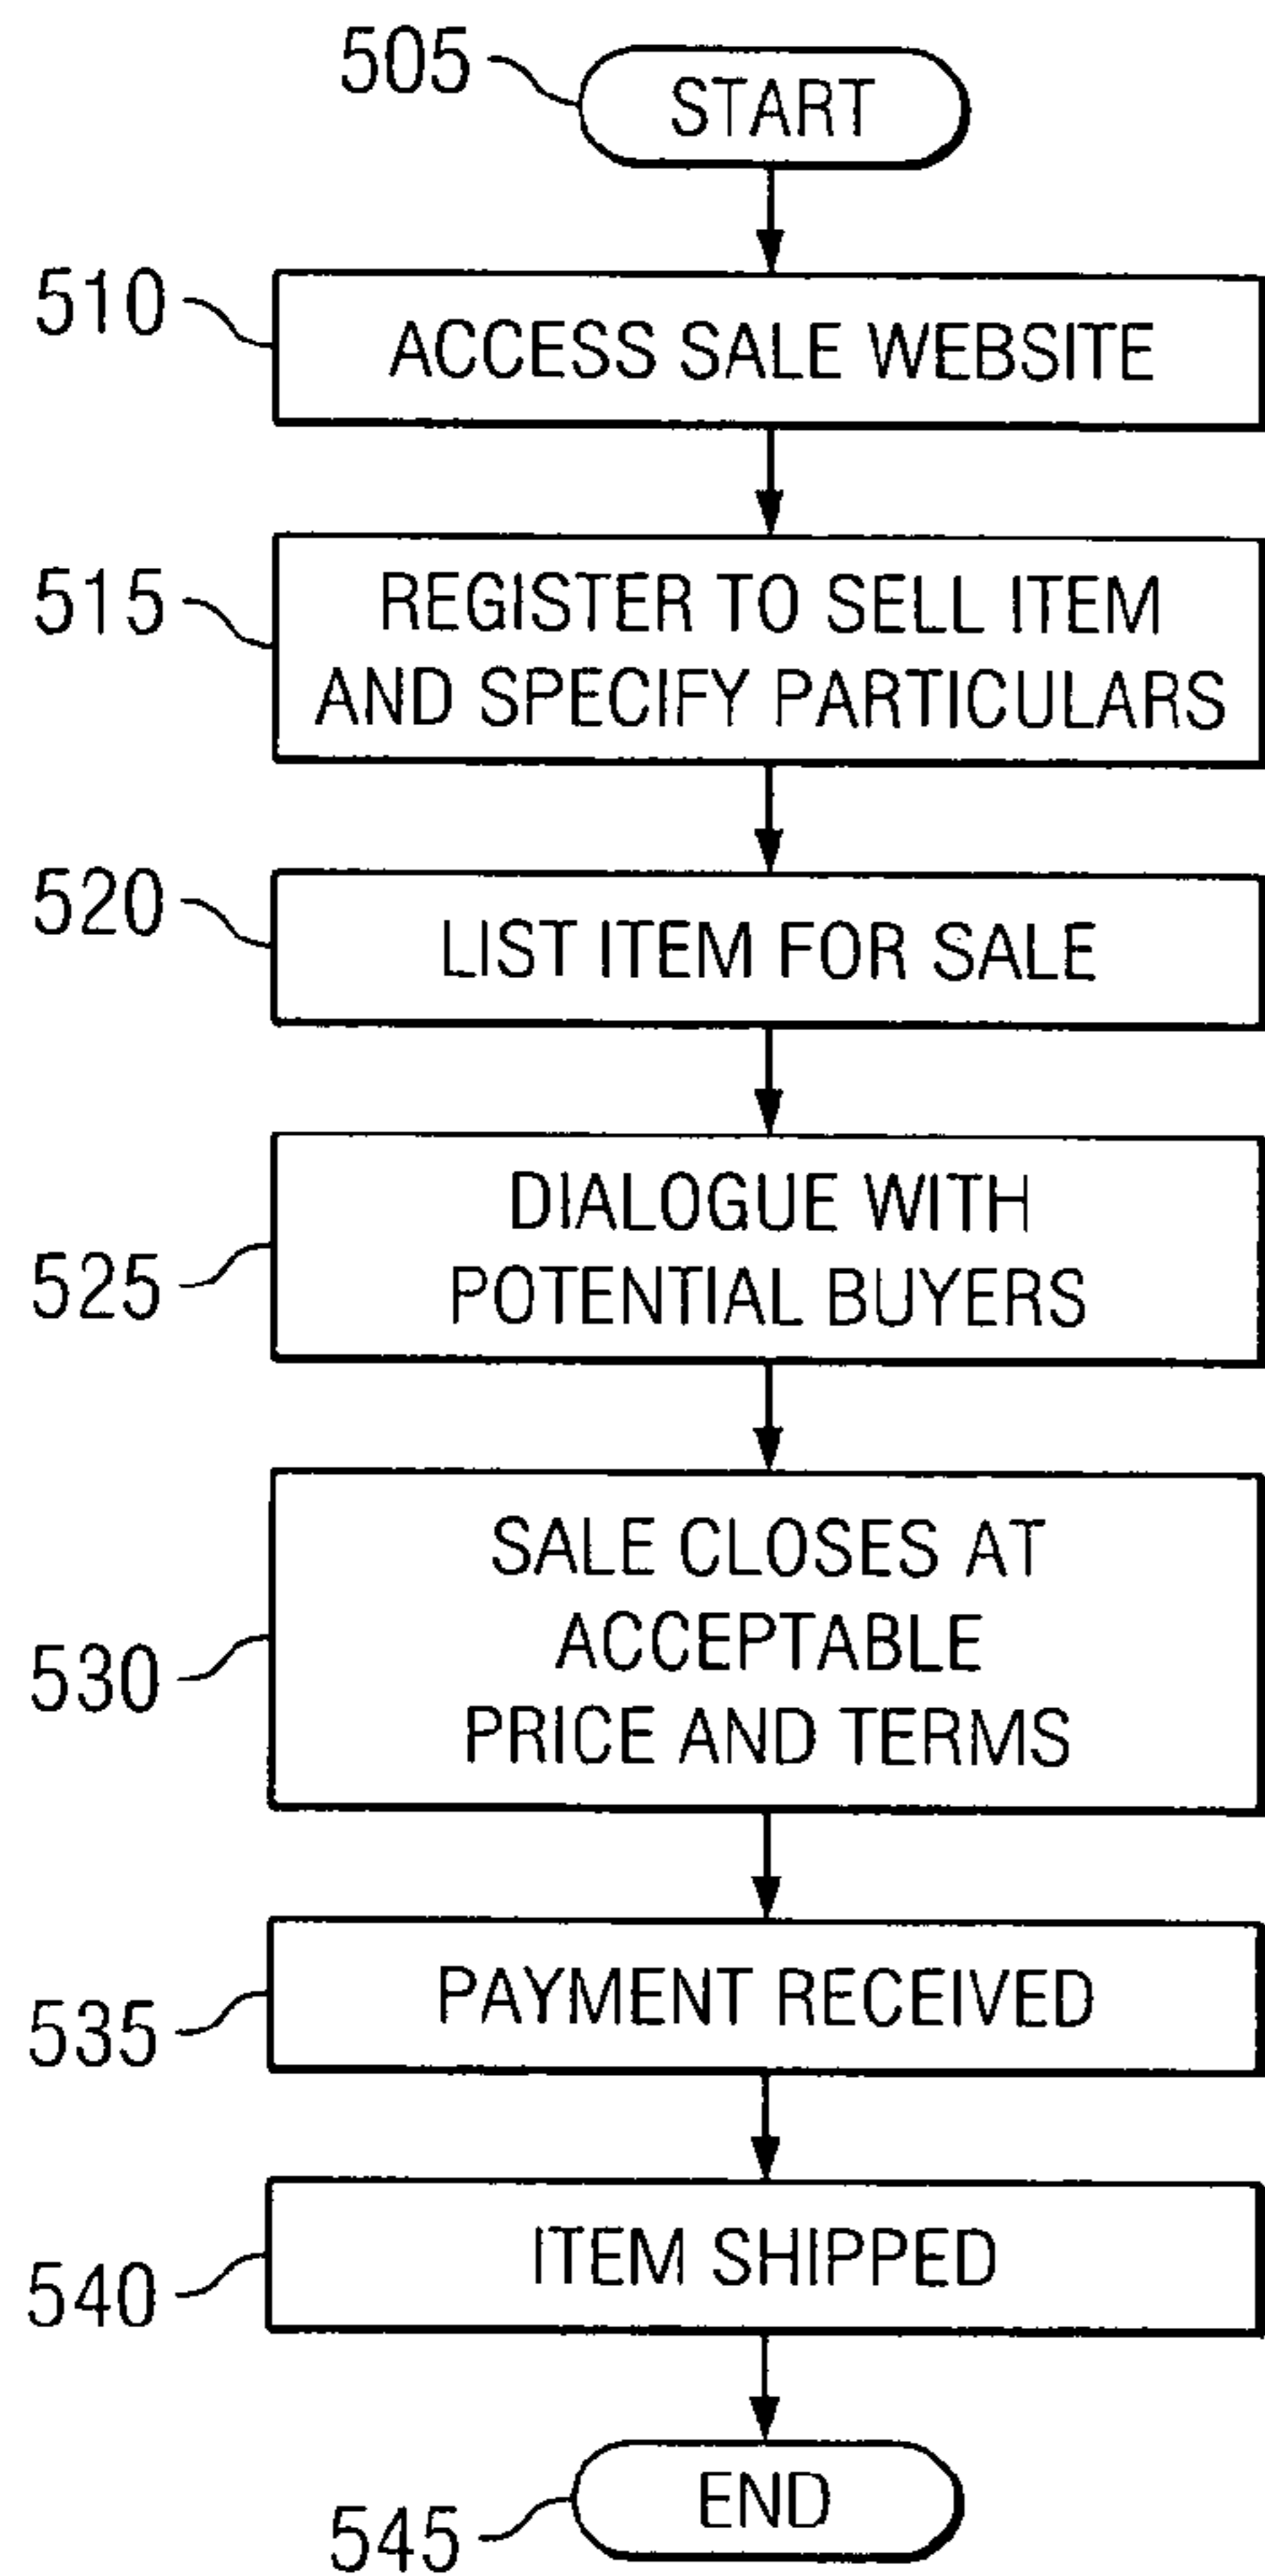 505
START
510
ACCESS SALE WEBSITE
515
REGISTER TO SELL ITEM
AND SPECIFY PARTICULARS
520
LIST ITEM FOR SALE
525
DIALOGUE WITH
POTENTIAL BUYERS
530
SALE CLOSES AT
ACCEPTABLE
PRICE AND TERMS
535
PAYMENT RECEIVED
540
ITEM SHIPPED
545
END